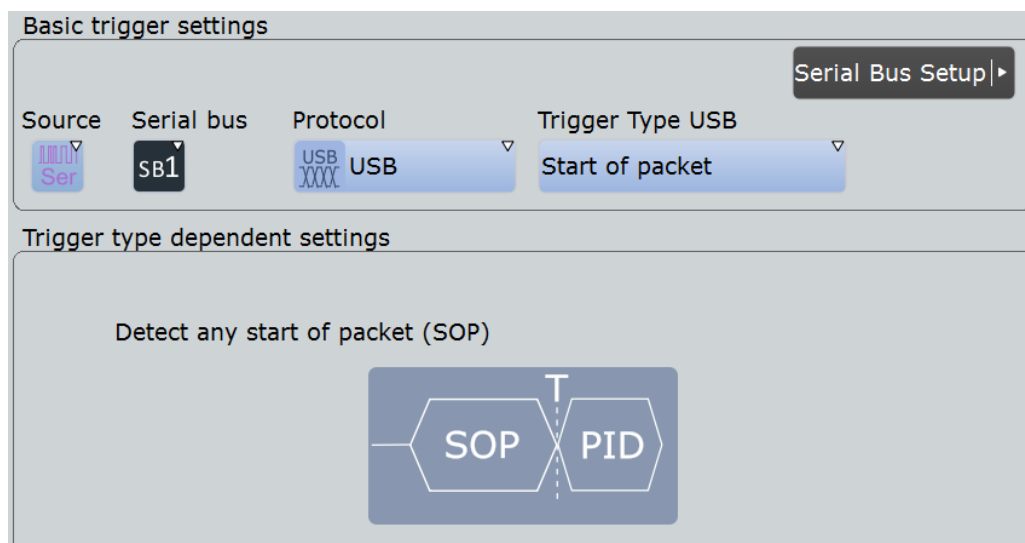 Basic trigger settings
Serial Bus Setup
Source Serial bus Protocol Trigger Type USB
Ser SB1 USB XXXX USB Start of packet
Trigger type dependent settings
Detect any start of packet (SOP)
T
SOP PID